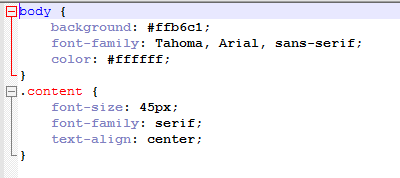 body {
background: #ffb6c1;
font-family: Tahoma, Arial, sans-serif;
color: #ffffff;
}
.content {
font-size: 45px;
font-family: serif;
text-align: center;
}